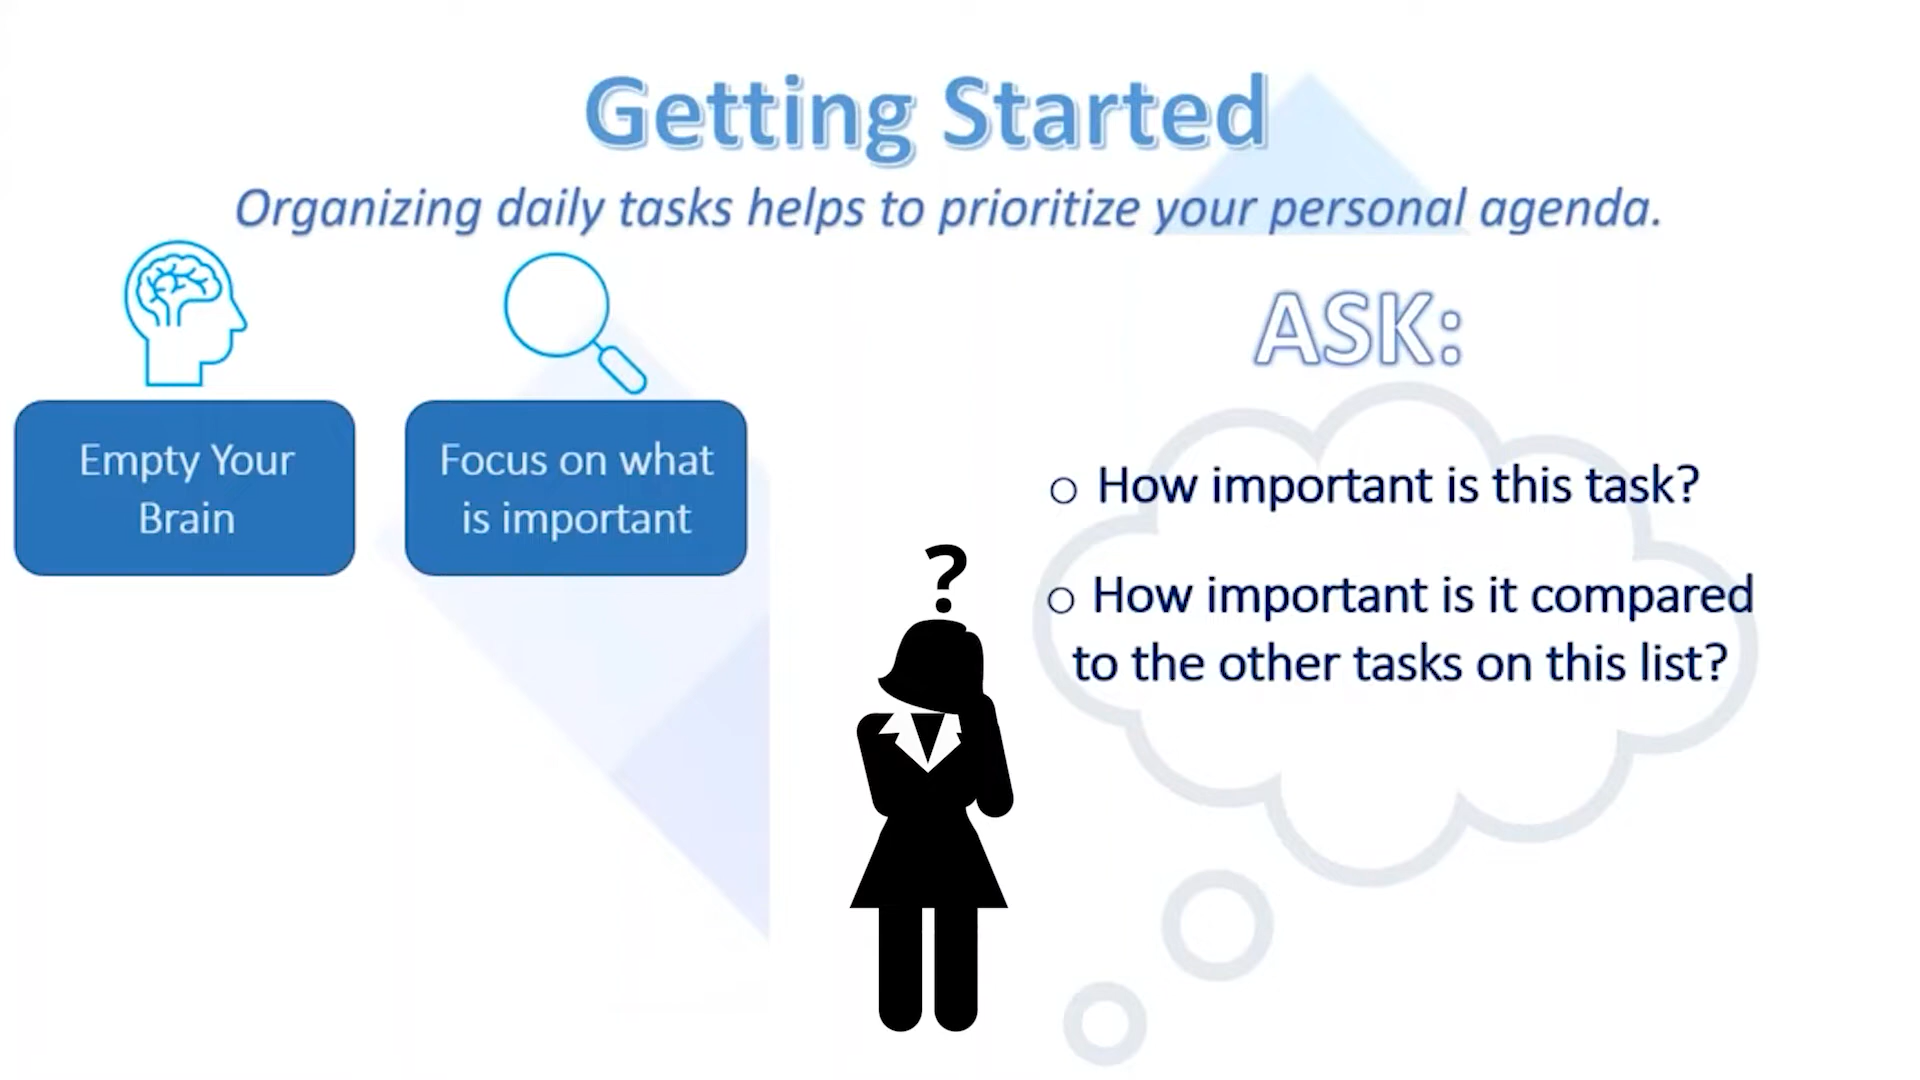 Getting Started
Organizing daily tasks helps to prioritize your personal agenda.
Empty Your
Brain
Focus on what
is important
?
ASK:
o How important is this task?
o How important is it compared
to the other tasks on this list?